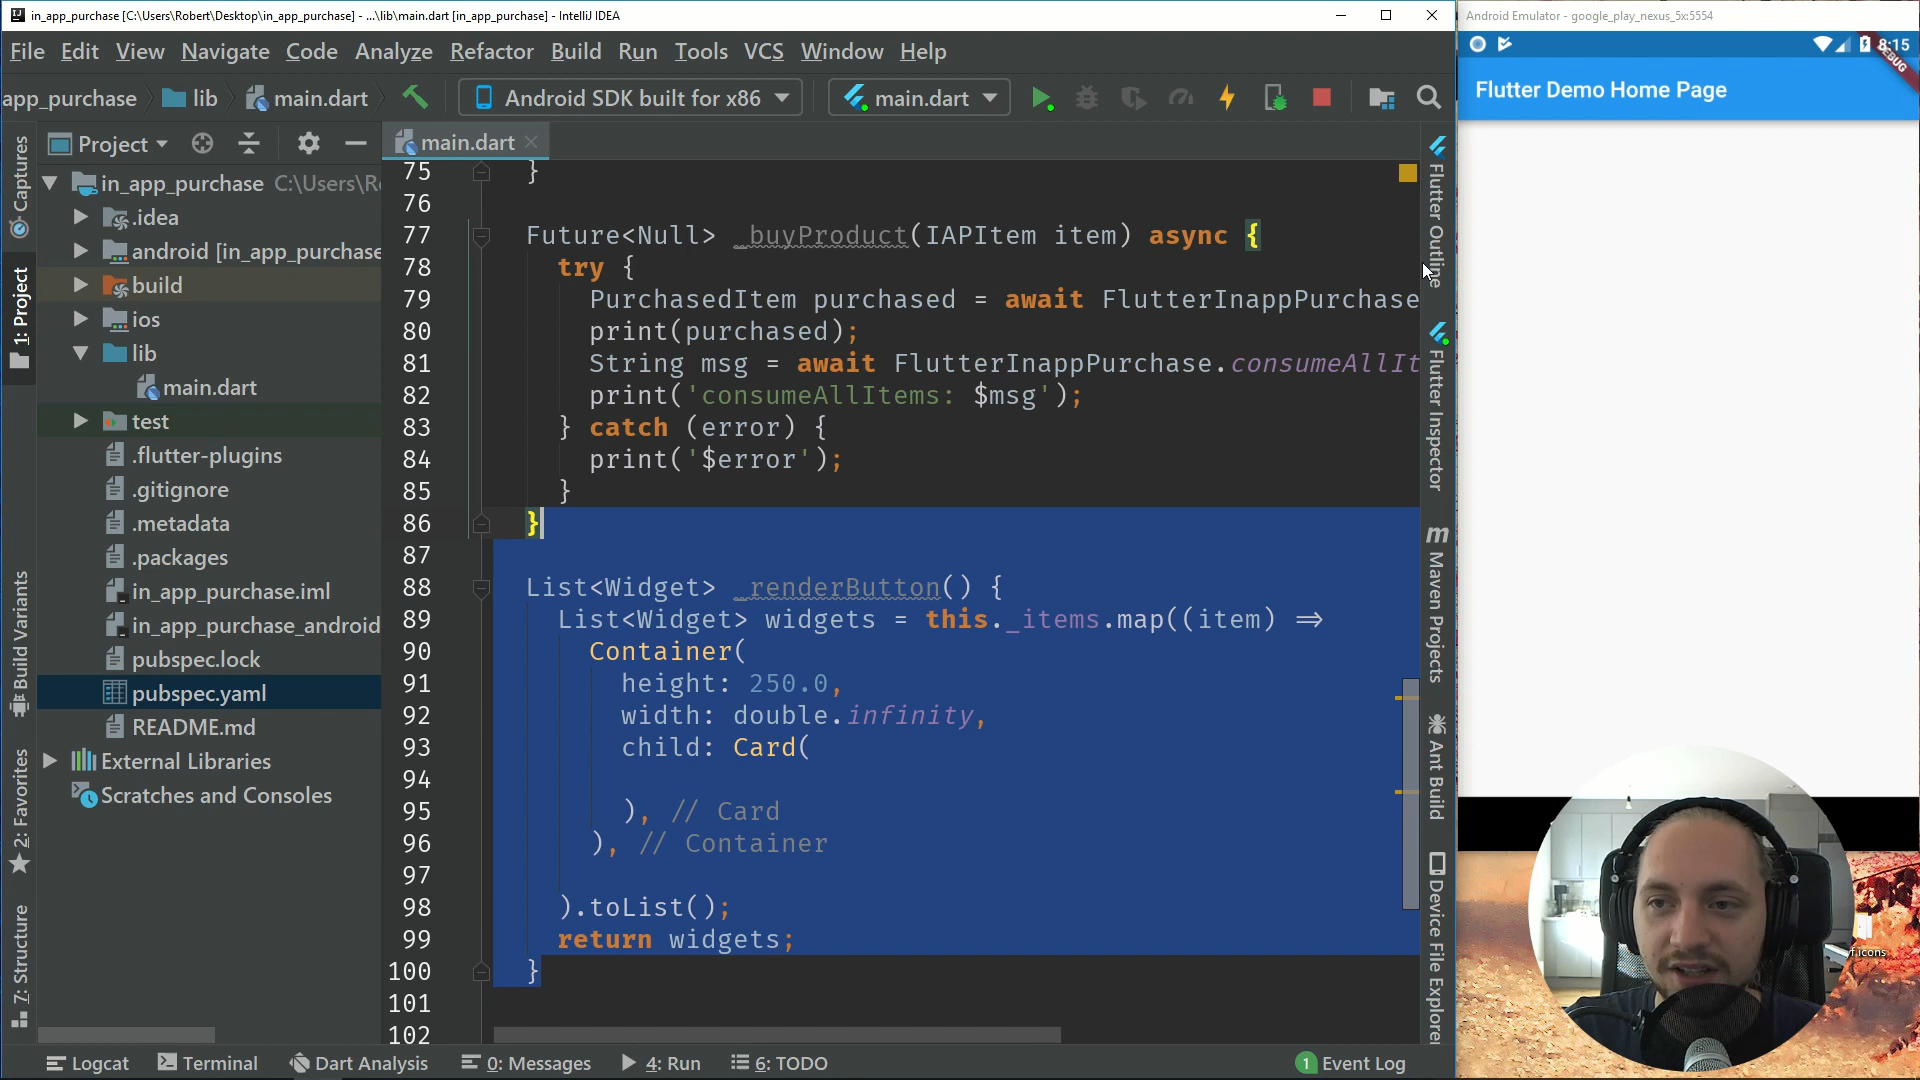 in_app_purchase [C:\Users\Robert\Desktop\in_app_purchase] - ...\lib\main.dart [in_app_purchase] - IntelliJ IDEA
Android Emulator - google_play_nexus_5x:5554
File Edit View Navigate Code Analyze Refactor Build Run Tools VCS Window Help
8:15
DEBUG
app_purchase lib main.dart Android SDK built for x86 main.dart
Flutter Demo Home Page
Project
main.dart
in_app_purchase C:\Users\R
.idea
android [in_app_purchase
build
ios
lib
main.dart
test
.flutter-plugins
.gitignore
.metadata
.packages
in_app_purchase.iml
in_app_purchase_android
pubspec.lock
pubspec.yaml
README.md
External Libraries
Scratches and Consoles
Captures
1: Project
Build Variants
2: Favorites
7: Structure
75 }
76
77 Future<Null> _buyProduct(IAPItem item) async {
78 try {
79 PurchasedItem purchased = await FlutterInappPurchase
80 print(purchased);
81 String msg = await FlutterInappPurchase.consumeAllIt
82 print('consumeAllItems: $msg');
83 } catch (error) {
84 print('$error');
85 }
86 }
87
88 List<Widget> _renderButton() {
89 List<Widget> widgets = this._items.map((item) =>
90 Container(
91 height: 250.0,
92 width: double.infinity,
93 child: Card(
94
95 ), // Card
96 ), // Container
97
98 ).toList();
99 return widgets;
100 }
101
102
Flutter Outline
Flutter Inspector
Maven Projects
Ant Build
Device File Explorer
f icons
Logcat Terminal Dart Analysis 0: Messages 4: Run 6: TODO 1 Event Log